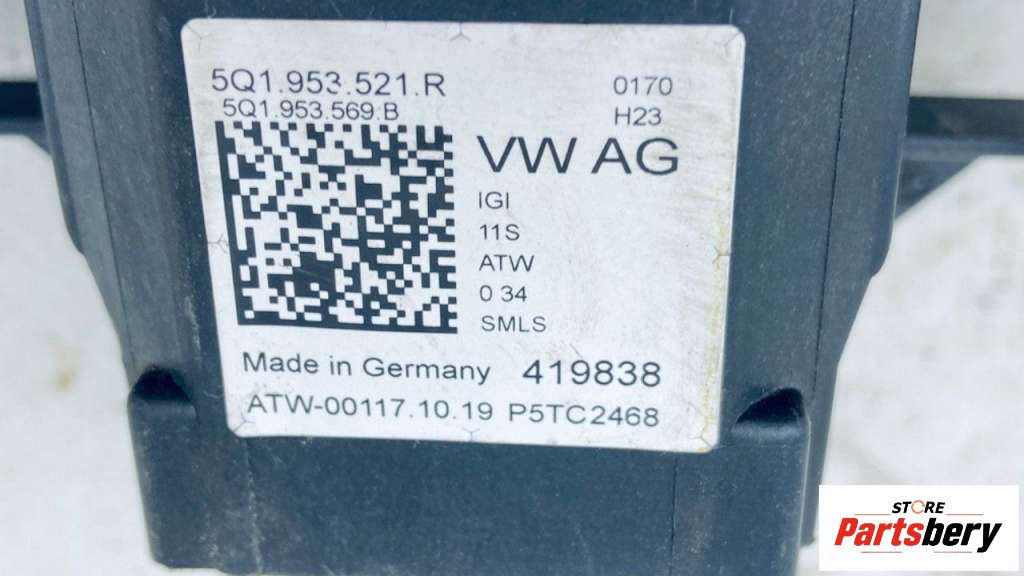 5Q1.953.521.R 0170
5Q1.953.569.B H23
VW AG
IGI
11S
ATW
0 34
SMLS
Made in Germany 419838
ATW-00117.10.19 P5TC2468
STORE
Partsbery